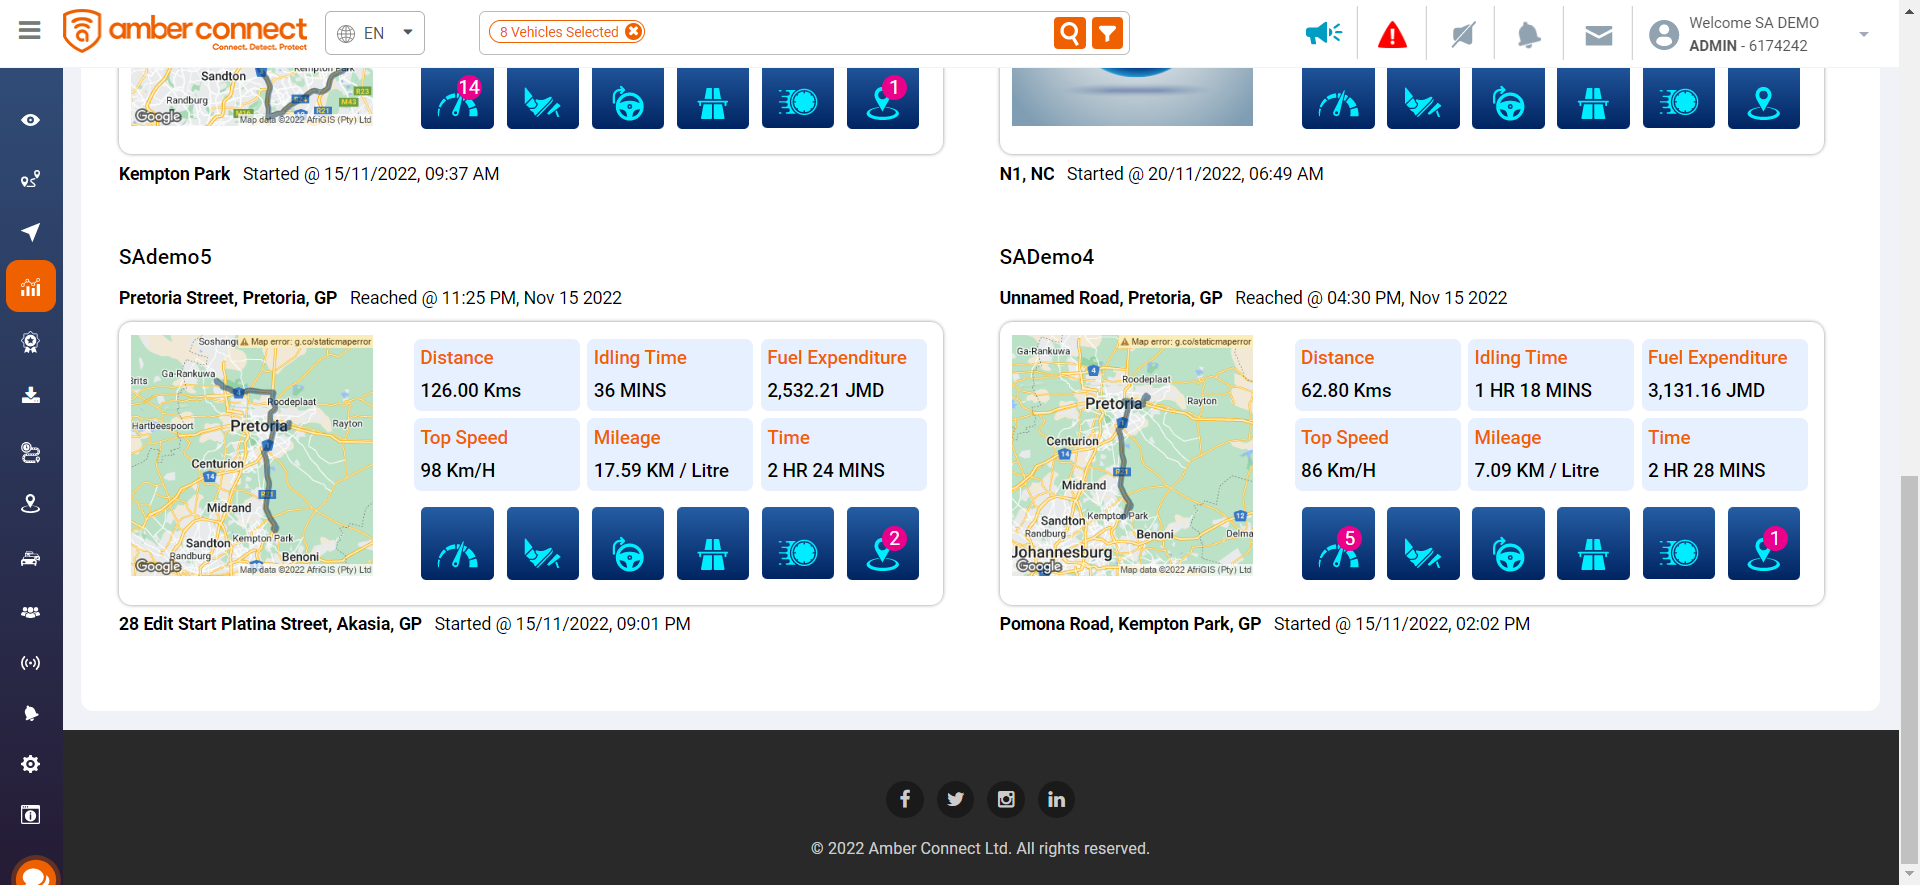 amber connect
Connect. Detect. Protect
EN
8 Vehicles Selected
Welcome SA DEMO
ADMIN - 6174242
Sandton
Kempton Park
Randburg
R23
M43
R21
Google
Map data ©2022 AfriGIS (Pty) Ltd
14
1
Kempton Park Started @ 15/11/2022, 09:37 AM
N1, NC Started @ 20/11/2022, 06:49 AM
SAdemo5
Pretoria Street, Pretoria, GP Reached @ 11:25 PM, Nov 15 2022
Soshang
Map error: g.co/staticmaperror
Ga-Rankuwa
Brits
Roodeplaat
Hartbeespoort
Pretoria
Rayton
Centurion
14
R21
Midrand
Sandton
Kempton Park
Randburg
Benoni
Google
Map data ©2022 AfriGIS (Pty) Ltd
Distance
126.00 Kms
Idling Time
36 MINS
Fuel Expenditure
2,532.21 JMD
Top Speed
98 Km/H
Mileage
17.59 KM / Litre
Time
2 HR 24 MINS
2
28 Edit Start Platina Street, Akasia, GP Started @ 15/11/2022, 09:01 PM
SADemo4
Unnamed Road, Pretoria, GP Reached @ 04:30 PM, Nov 15 2022
Map error: g.co/staticmaperror
Ga-Rankuwa
4
Roodeplaat
Pretoria
Rayton
Centurion
14
R21
Midrand
Kempton Park
12
Sandton
Benoni
Delma
Johannesburg
Google
Map data ©2022 AfriGIS (Pty) Ltd
Distance
62.80 Kms
Idling Time
1 HR 18 MINS
Fuel Expenditure
3,131.16 JMD
Top Speed
86 Km/H
Mileage
7.09 KM / Litre
Time
2 HR 28 MINS
5
1
Pomona Road, Kempton Park, GP Started @ 15/11/2022, 02:02 PM
© 2022 Amber Connect Ltd. All rights reserved.